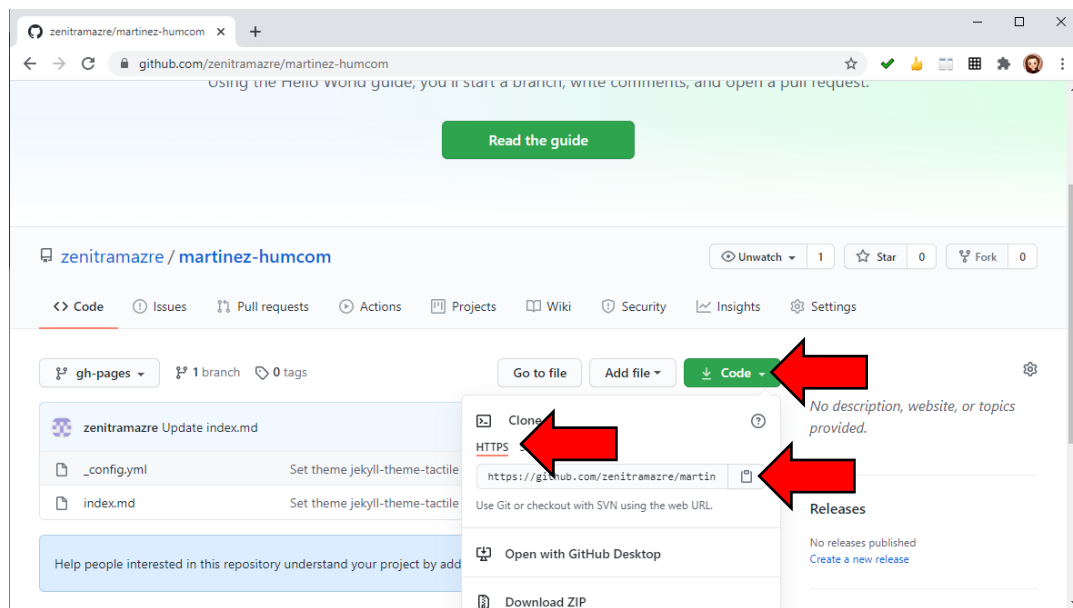 zenitramazre/martinez-humcom
github.com/zenitramazre/martinez-humcom
Using the Hello World guide, you'll start a branch, write comments, and open a pull request.
Read the guide
zenitramazre / martinez-humcom
Unwatch 1 Star 0 Fork 0
Code Issues Pull requests Actions Projects Wiki Security Insights Settings
gh-pages 1 branch 0 tags Go to file Add file Code
No description, website, or topics
provided.
Clone
zenitramazre Update index.md
HTTPS
_config.yml Set theme jekyll-theme-tactile
https://github.com/zenitramazre/martin
index.md Set theme jekyll-theme-tactile
Use Git or checkout with SVN using the web URL.
Releases
No releases published
Create a new release
Open with GitHub Desktop
Help people interested in this repository understand your project by add
Download ZIP